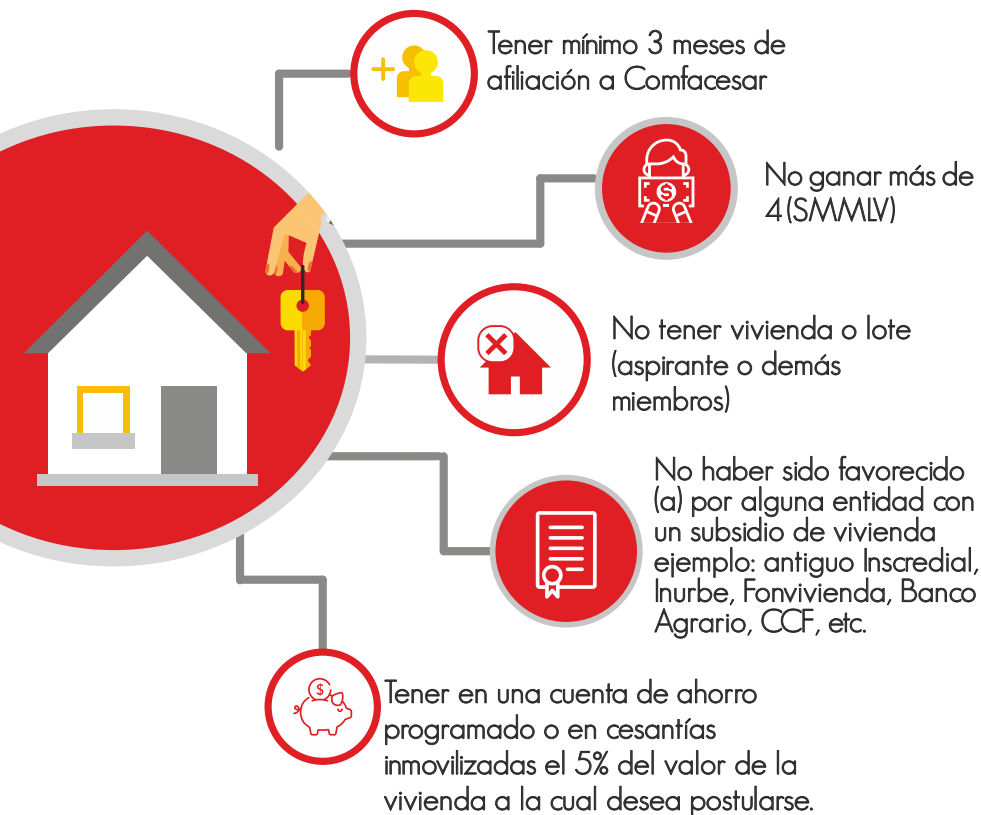 Tener mínimo 3 meses de
afiliación a Comfacesar
No ganar más de
4(SMMLV)
No tener vivienda o lote
(aspirante o demás
miembros)
No haber sido favorecido
(a) por alguna entidad con
un subsidio de vivienda
ejemplo: antiguo Inscredial,
Inurbe, Fonvivienda, Banco
Agrario, CCF, etc.
Tener en una cuenta de ahorro
programado o en cesantías
inmovilizadas el 5% del valor de la
vivienda a la cual desea postularse.